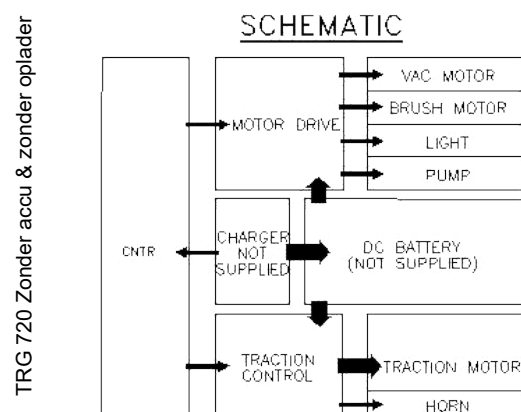 SCHEMATIC
TRG 720 Zonder accu & zonder oplader
VAC MOTOR
MOTOR DRIVE
BRUSH MOTOR
LIGHT
PUMP
CNTR
CHARGER
NOT
SUPPLIED
DC BATTERY
(NOT SUPPLIED)
TRACTION
CONTROL
TRACTION MOTOR
HORN